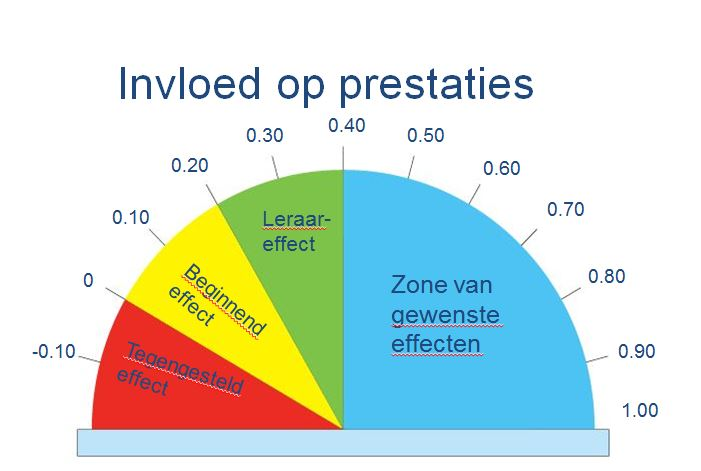 Invloed op prestaties
0.40
0.30
0.50
0.20
0.60
0.10
0.70
Leraar-
effect
0
0.80
Beginnend
effect
Zone van
gewenste
effecten
-0.10
0.90
Tegengesteld
effect
1.00